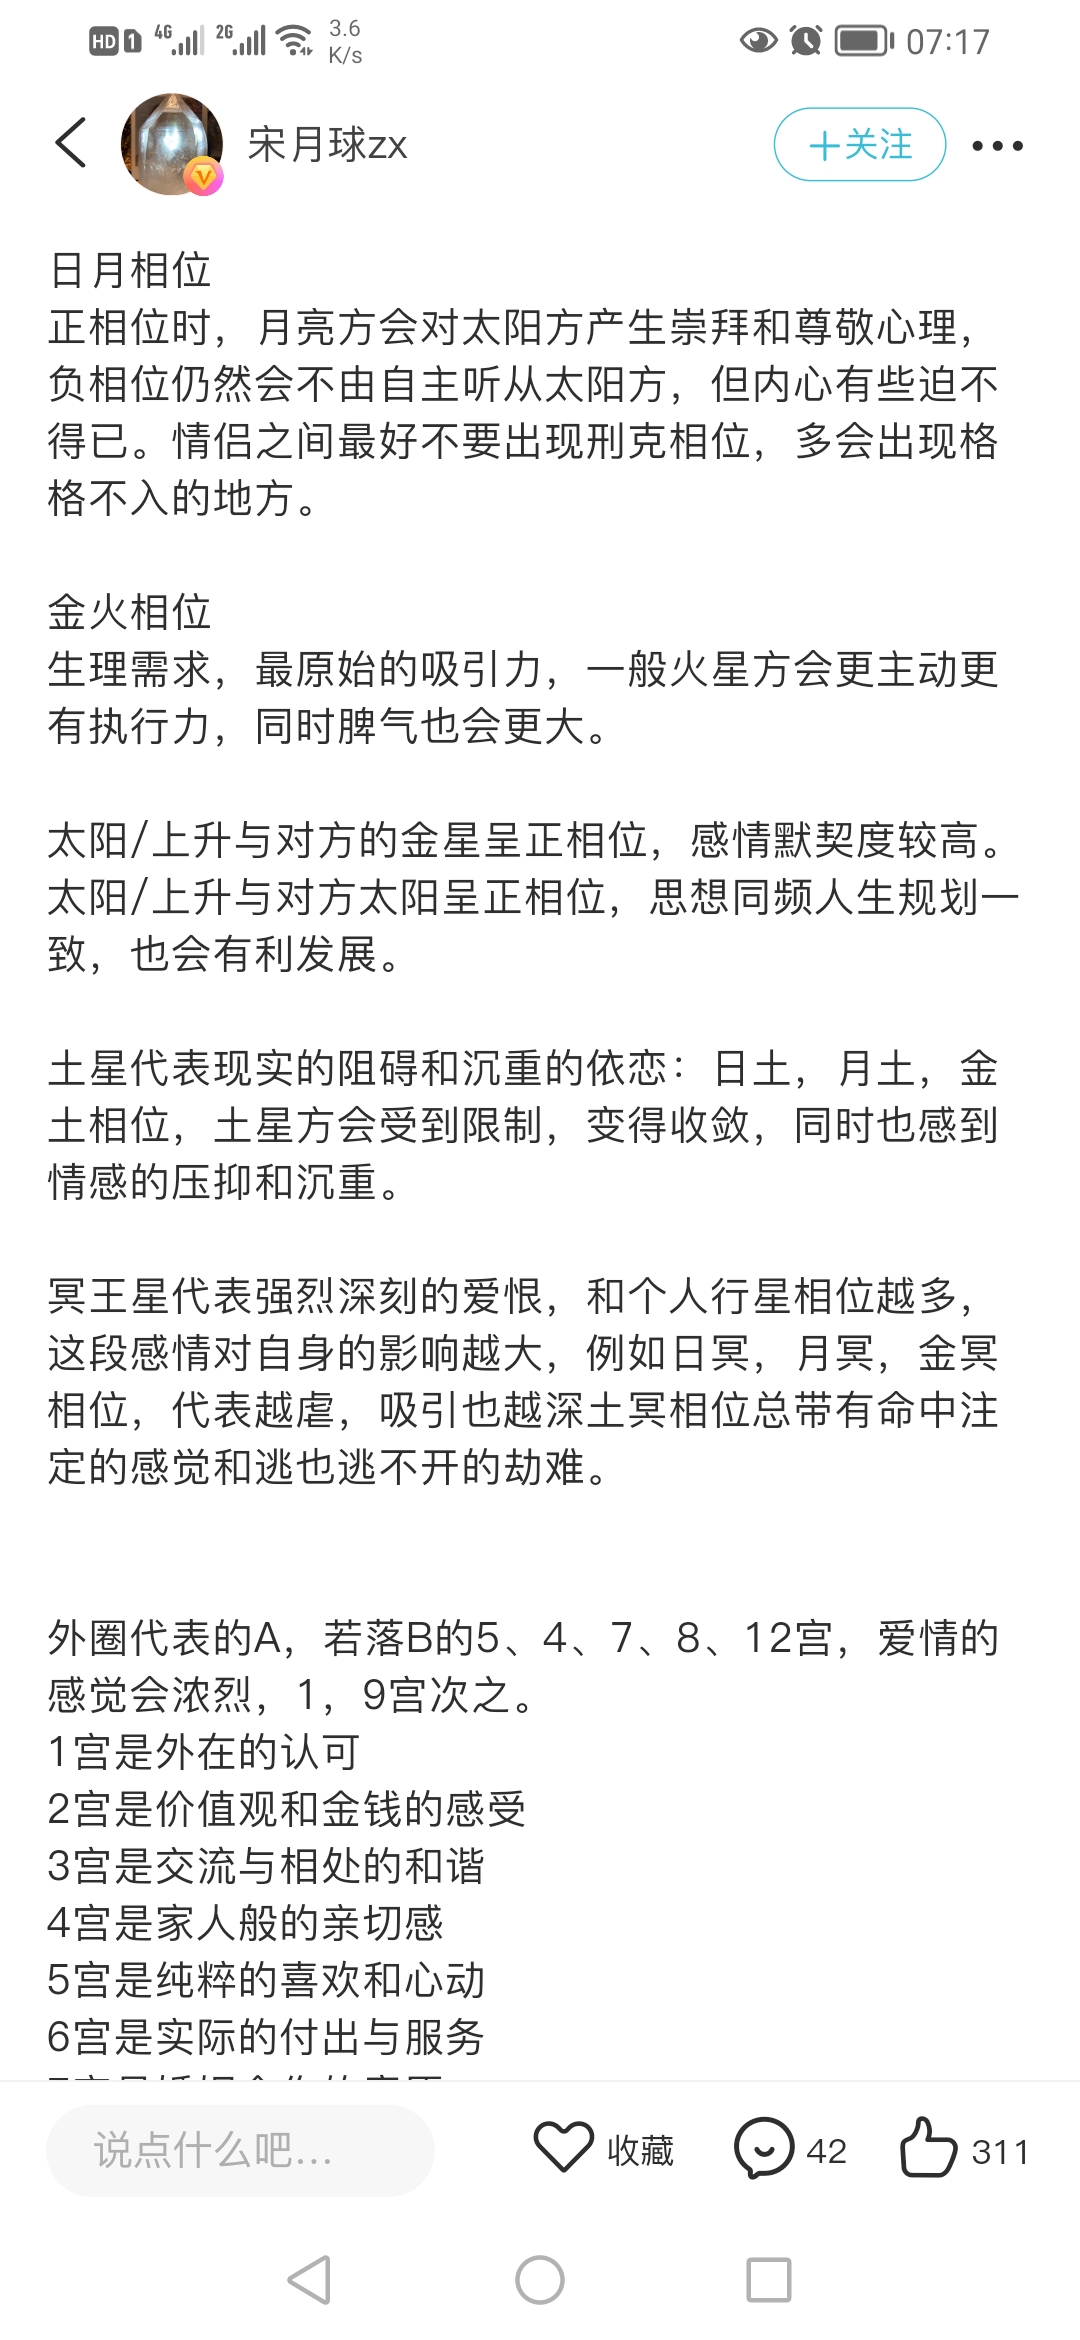 HD 1 4G 2G 3.6 K/s 07:17
宋月球zx
+关注
日月相位
正相位时，月亮方会对太阳方产生崇拜和尊敬心理，
负相位仍然会不由自主听从太阳方，但内心有些迫不
得已。情侣之间最好不要出现刑克相位，多会出现格
格不入的地方。
金火相位
生理需求，最原始的吸引力，一般火星方会更主动更
有执行力，同时脾气也会更大。
太阳/上升与对方的金星呈正相位，感情默契度较高。
太阳/上升与对方太阳呈正相位，思想同频人生规划一
致，也会有利发展。
土星代表现实的阻碍和沉重的依恋：日土，月土，金
土相位，土星方会受到限制，变得收敛，同时也感到
情感的压抑和沉重。
冥王星代表强烈深刻的爱恨，和个人行星相位越多，
这段感情对自身的影响越大，例如日冥，月冥，金冥
相位，代表越虐，吸引也越深土冥相位总带有命中注
定的感觉和逃也逃不开的劫难。
外圈代表的A，若落B的5、4、7、8、12宫，爱情的
感觉会浓烈，1，9宫次之。
1宫是外在的认可
2宫是价值观和金钱的感受
3宫是交流与相处的和谐
4宫是家人般的亲切感
5宫是纯粹的喜欢和心动
6宫是实际的付出与服务
说点什么吧...
收藏
42
311